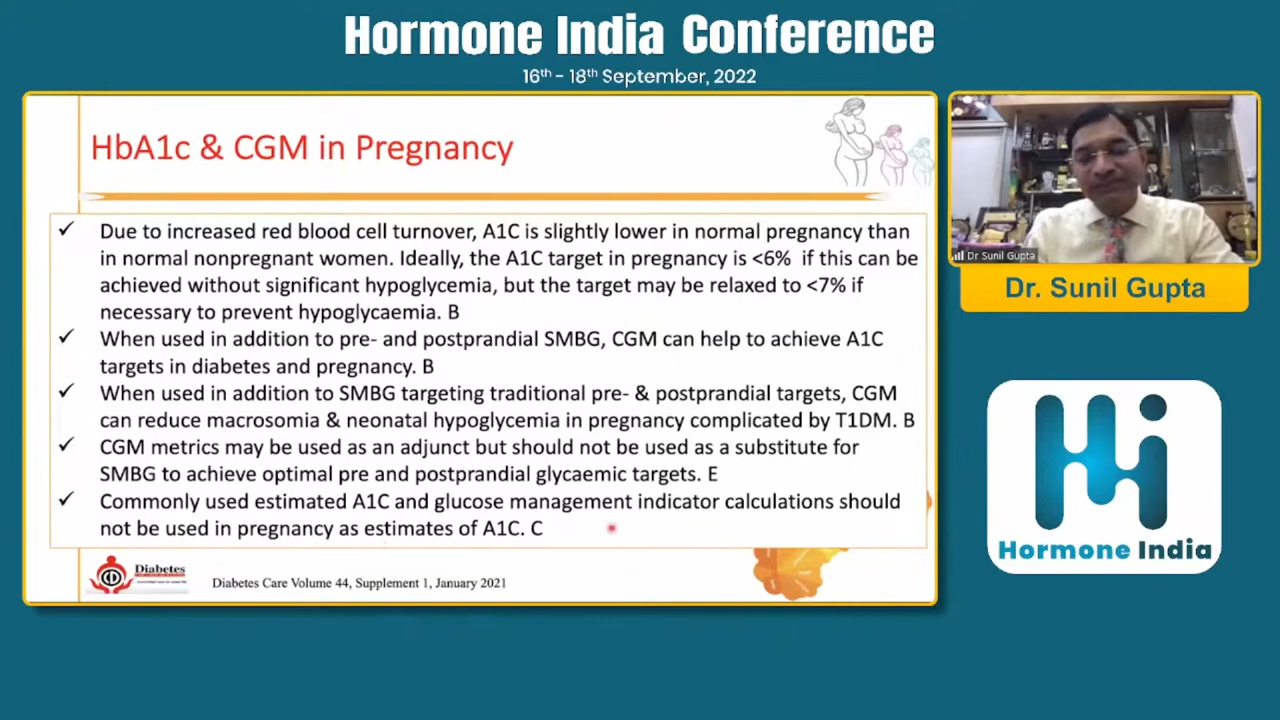 Hormone India Conference
16th - 18th September, 2022
HbA1c & CGM in Pregnancy
✓ Due to increased red blood cell turnover, A1C is slightly lower in normal pregnancy than
in normal nonpregnant women. Ideally, the A1C target in pregnancy is <6% if this can be
achieved without significant hypoglycemia, but the target may be relaxed to <7% if
necessary to prevent hypoglycaemia. B
✓ When used in addition to pre- and postprandial SMBG, CGM can help to achieve A1C
targets in diabetes and pregnancy. B
✓ When used in addition to SMBG targeting traditional pre- & postprandial targets, CGM
can reduce macrosomia & neonatal hypoglycemia in pregnancy complicated by T1DM. B
✓ CGM metrics may be used as an adjunct but should not be used as a substitute for
SMBG to achieve optimal pre and postprandial glycaemic targets. E
✓ Commonly used estimated A1C and glucose management indicator calculations should
not be used in pregnancy as estimates of A1C. C
Diabetes
Diabetes Care Volume 44, Supplement 1, January 2021
Dr Sunil Gupta
Dr. Sunil Gupta
Hormone India